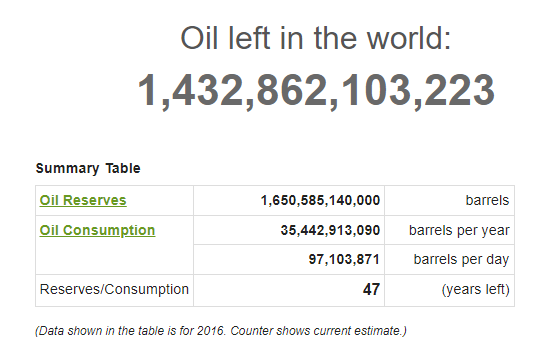 Oil left in the world:
1,432,862,103,223
Summary Table
Oil Reserves 1,650,585,140,000 barrels
Oil Consumption 35,442,913,090 barrels per year
97,103,871 barrels per day
Reserves/Consumption 47 (years left)
(Data shown in the table is for 2016. Counter shows current estimate.)